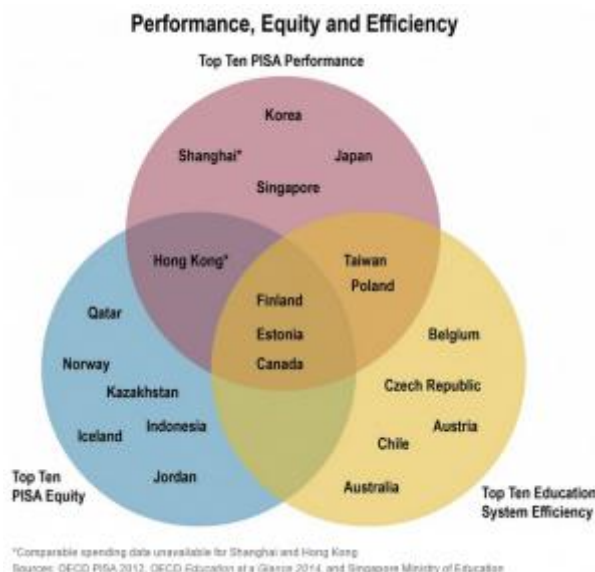 Performance, Equity and Efficiency
Top Ten PISA Performance
Korea
Shanghai*
Japan
Singapore
Hong Kong*
Taiwan
Poland
Finland
Estonia
Canada
Qatar
Norway
Kazakhstan
Iceland
Indonesia
Jordan
Belgium
Czech Republic
Austria
Chile
Australia
Top Ten
PISA Equity
Top Ten Education
System Efficiency
*Comparable spending data unavailable for Shanghai and Hong Kong
Sources: OECD PISA 2012, OECD Education at a Glance 2014, and Singapore Ministry of Education